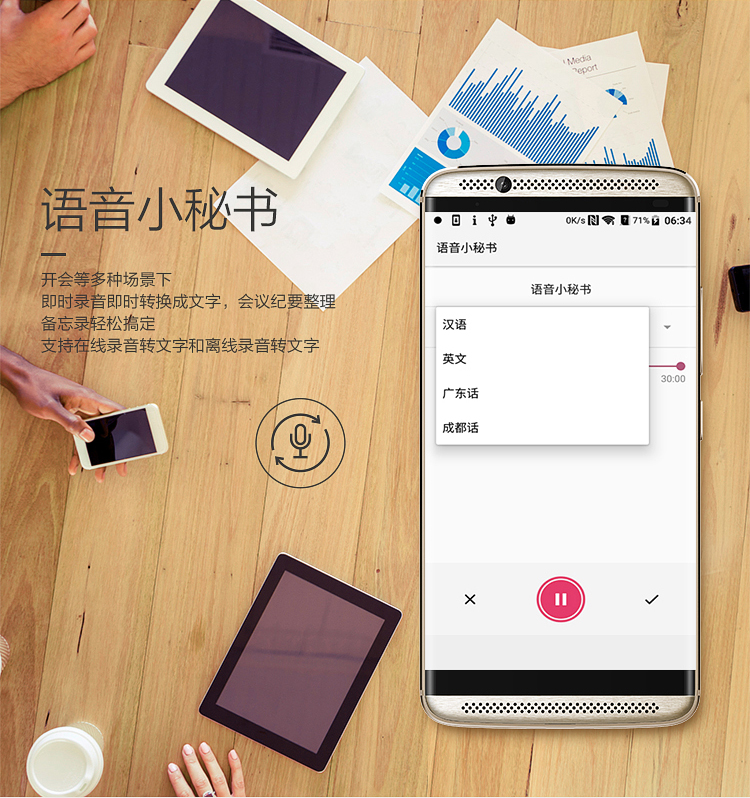 Media
Report
语音小秘书
开会等多种场景下
即时录音即时转换成文字，会议纪要整理
备忘录轻松搞定
支持在线录音转文字和离线录音转文字
0K/s 71% 06:34
语音小秘书
语音小秘书
汉语
英文
广东话
成都话
30:00